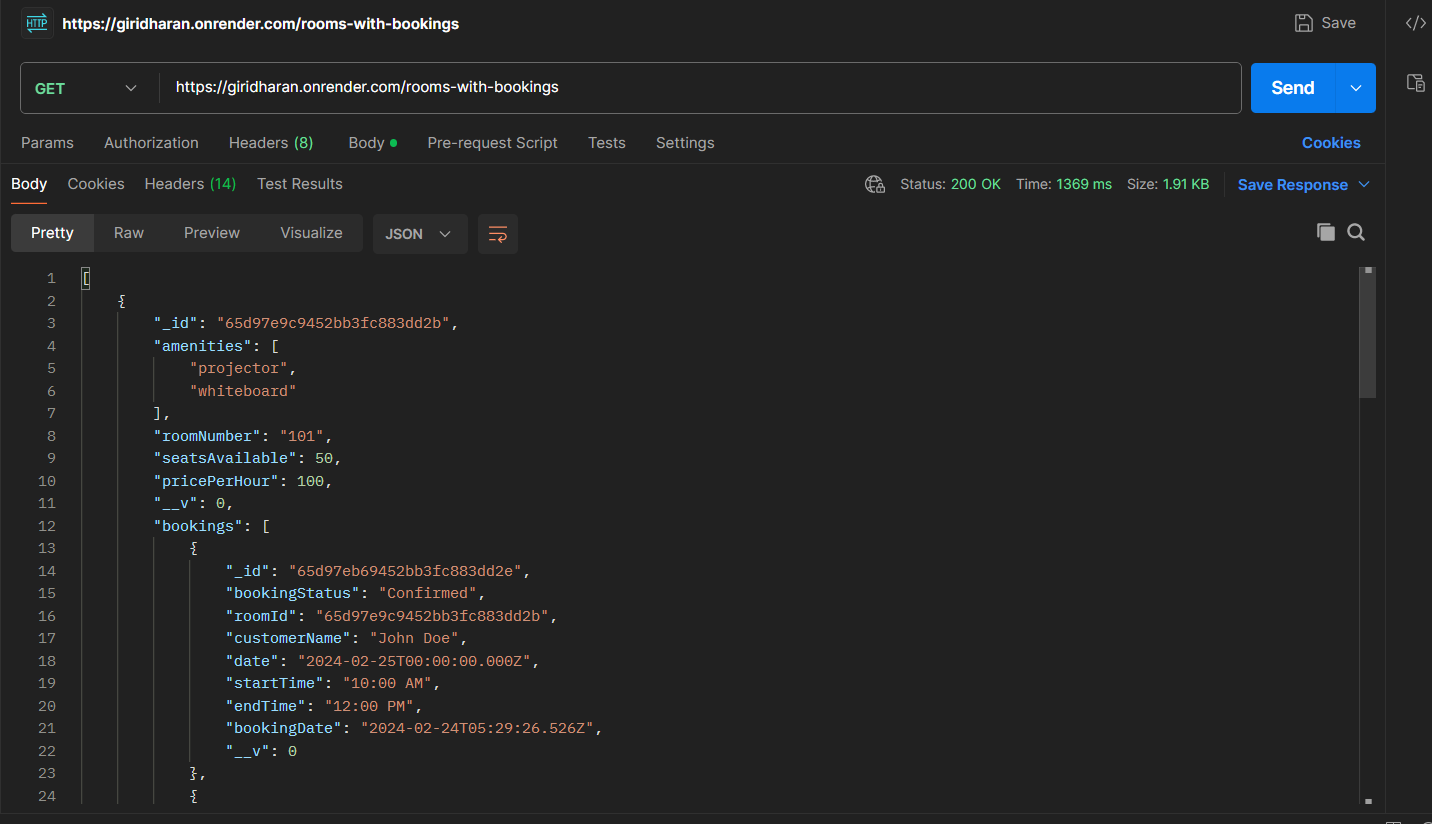 HTTP https://giridharan.onrender.com/rooms-with-bookings Save </>
GET https://giridharan.onrender.com/rooms-with-bookings Send
Params Authorization Headers (8) Body Pre-request Script Tests Settings Cookies
Body Cookies Headers (14) Test Results Status: 200 OK Time: 1369 ms Size: 1.91 KB Save Response
Pretty Raw Preview Visualize JSON
1 [
2 {
3 "_id": "65d97e9c9452bb3fc883dd2b",
4 "amenities": [
5 "projector",
6 "whiteboard"
7 ],
8 "roomNumber": "101",
9 "seatsAvailable": 50,
10 "pricePerHour": 100,
11 "__v": 0,
12 "bookings": [
13 {
14 "_id": "65d97eb69452bb3fc883dd2e",
15 "bookingStatus": "Confirmed",
16 "roomId": "65d97e9c9452bb3fc883dd2b",
17 "customerName": "John Doe",
18 "date": "2024-02-25T00:00:00.000Z",
19 "startTime": "10:00 AM",
20 "endTime": "12:00 PM",
21 "bookingDate": "2024-02-24T05:29:26.526Z",
22 "__v": 0
23 },
24 {